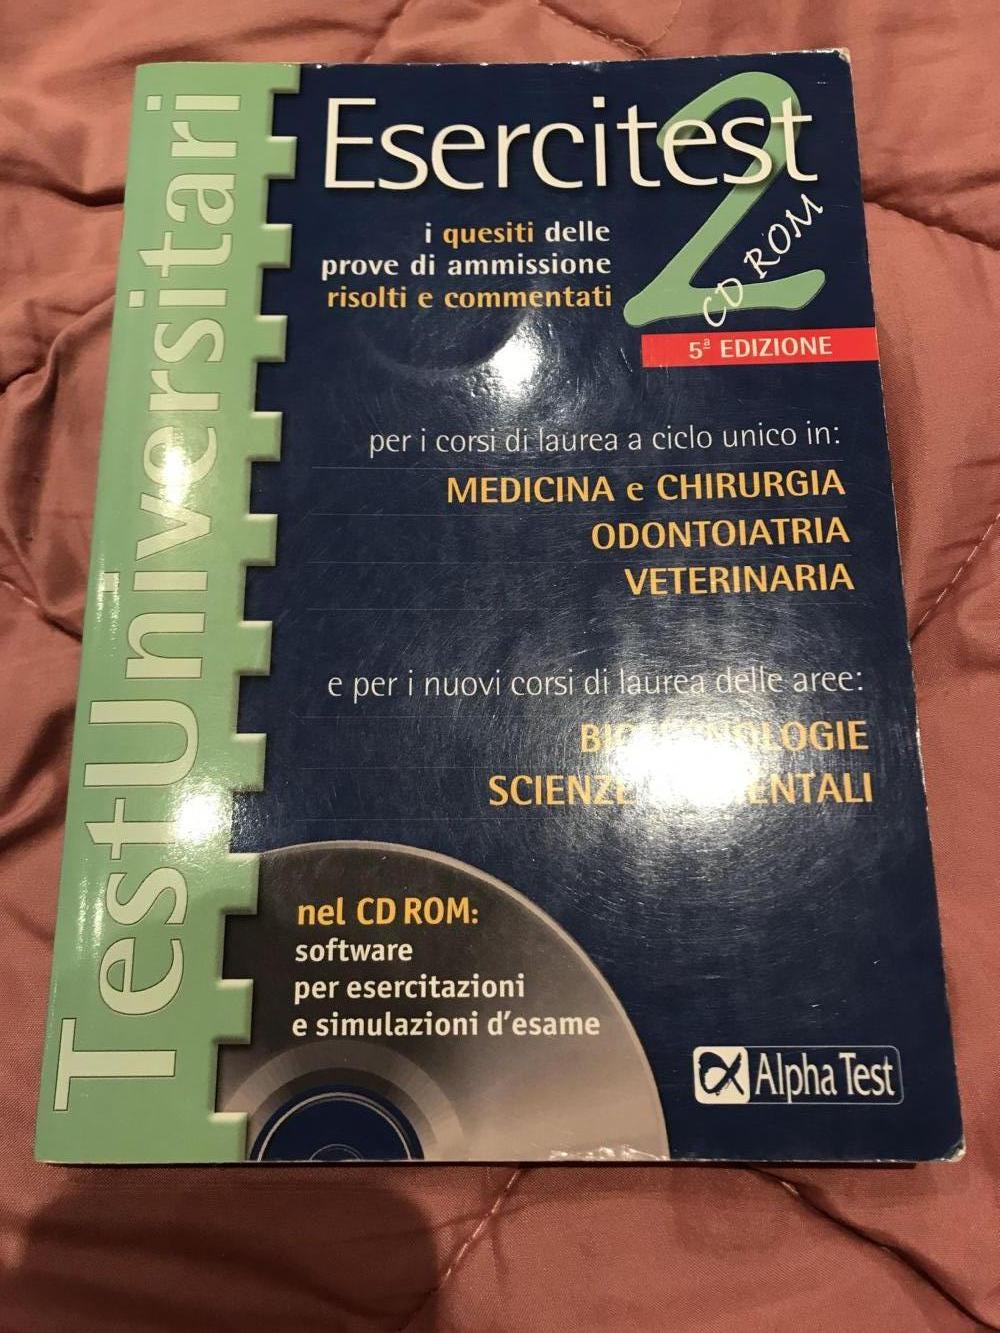 TestUniversitari
Esercitest 2
CD ROM
i quesiti delle
prove di ammissione
risolti e commentati
5ª EDIZIONE
per i corsi di laurea a ciclo unico in:
MEDICINA e CHIRURGIA
ODONTOIATRIA
VETERINARIA
e per i nuovi corsi di laurea delle aree:
SCIENZE
nel CD ROM:
software
per esercitazioni
e simulazioni d'esame
Alpha Test